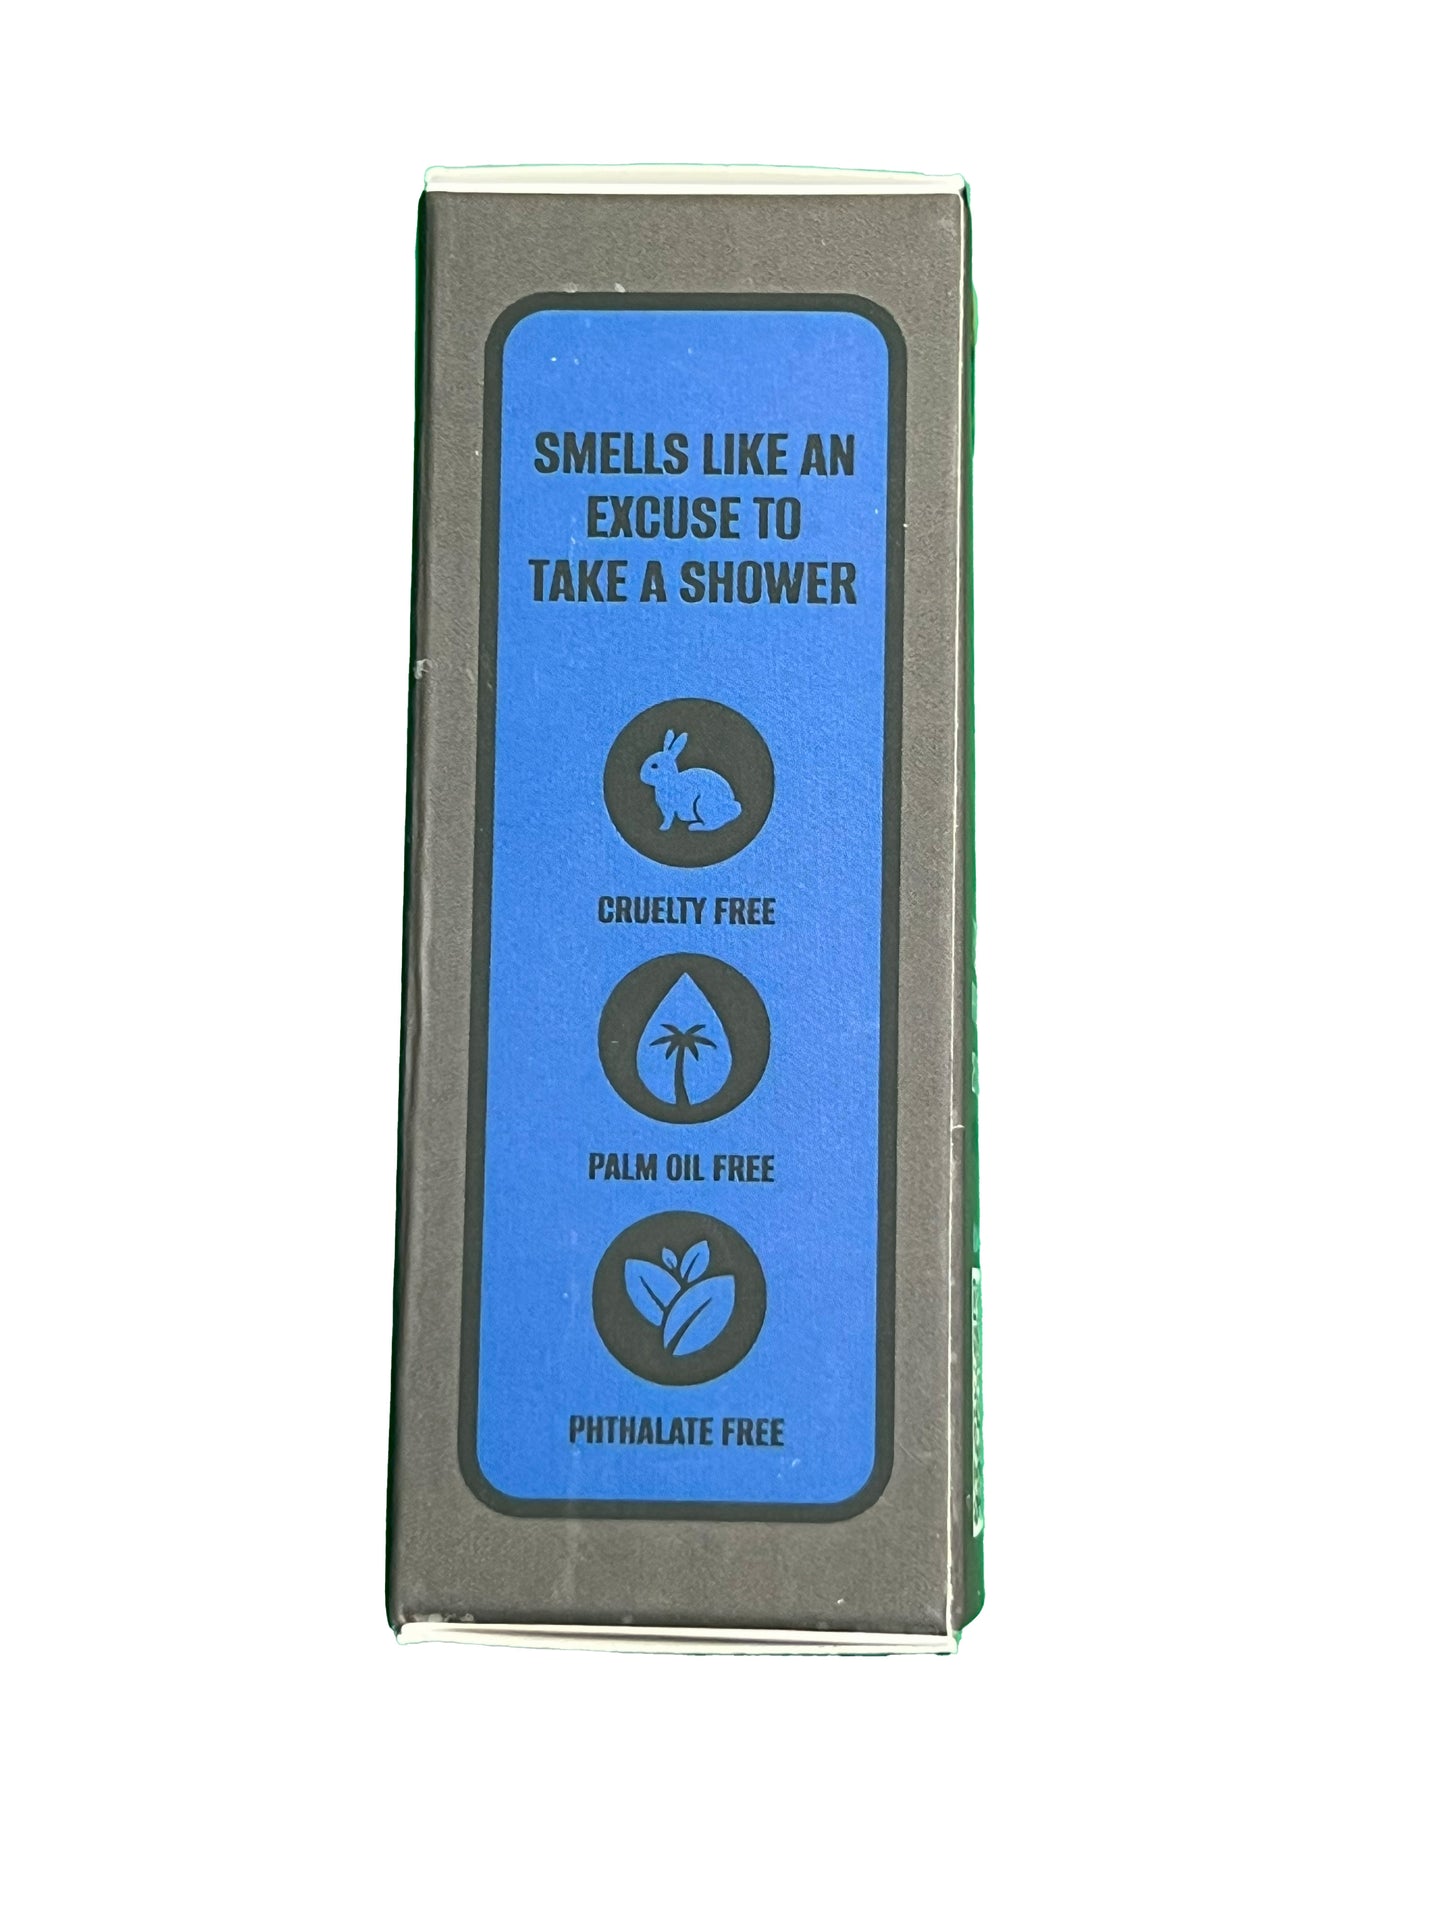 SMELLS LIKE AN
EXCUSE TO
TAKE A SHOWER
CRUELTY FREE
PALM OIL FREE
PHTHALATE FREE